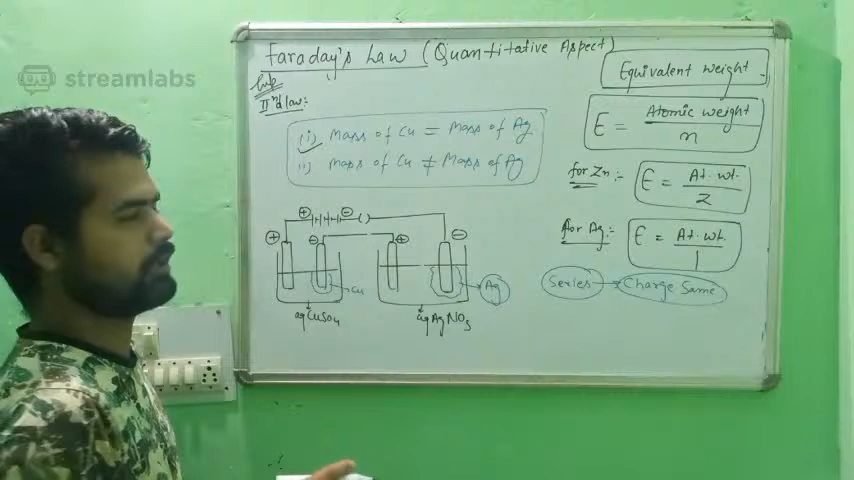 streamlabs
Faraday's Law (Quantitative Aspect)
IInd law:
(i) Mass of Cu = Mass of Ag
ii) Mass of Cu ≠ Mass of Ag
Equivalent weight
E = Atomic weight / n
for Zn:- E = At. wt. / 2
for Ag:- E = At. wt. / 1
Series → Charge Same
⊕ ⊖
⊕ ⊖ ⊕ ⊖
Cu Ag
aq CuSO4 aq AgNO3